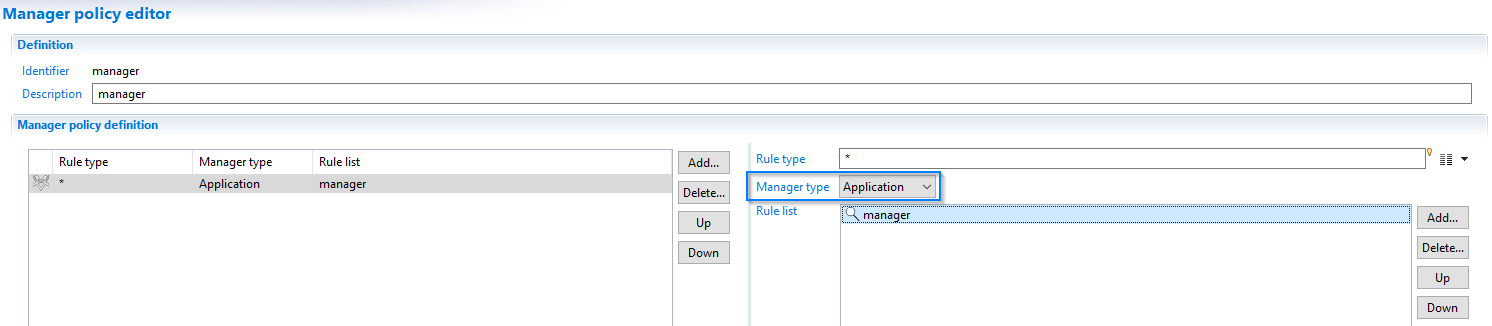 Manager policy editor
Definition
Identifier manager
Description manager
Manager policy definition
Rule type Manager type Rule list
* Application manager
Add...
Delete...
Up
Down
Rule type *
Manager type Application
Rule list manager
Add...
Delete...
Up
Down